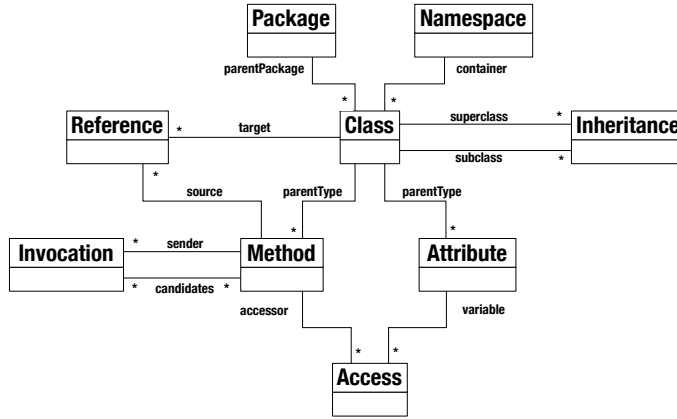 Package
Namespace
parentPackage
container
*
*
Reference
*
target
Class
superclass
*
Inheritance
subclass
*
*
source
parentType
parentType
*
*
Invocation
*
sender
Method
Attribute
*
candidates
*
accessor
variable
*
*
Access